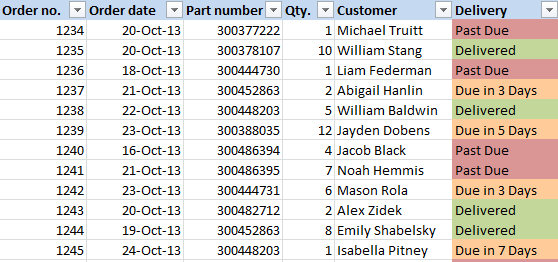 Order no. Order date Part number Qty. Customer Delivery
1234 20-Oct-13 300377222 1 Michael Truitt Past Due
1235 20-Oct-13 300378107 10 William Stang Delivered
1236 18-Oct-13 300444730 1 Liam Federman Past Due
1237 21-Oct-13 300452863 2 Abigail Hanlin Due in 3 Days
1238 22-Oct-13 300448203 5 William Baldwin Delivered
1239 23-Oct-13 300388035 12 Jayden Dobens Due in 5 Days
1240 16-Oct-13 300486394 4 Jacob Black Past Due
1241 21-Oct-13 300486395 7 Noah Hemmis Past Due
1242 23-Oct-13 300444731 6 Mason Rola Due in 3 Days
1243 20-Oct-13 300482712 2 Alex Zidek Delivered
1244 19-Oct-13 300452863 8 Emily Shabelsky Delivered
1245 24-Oct-13 300448203 1 Isabella Pitney Due in 7 Days